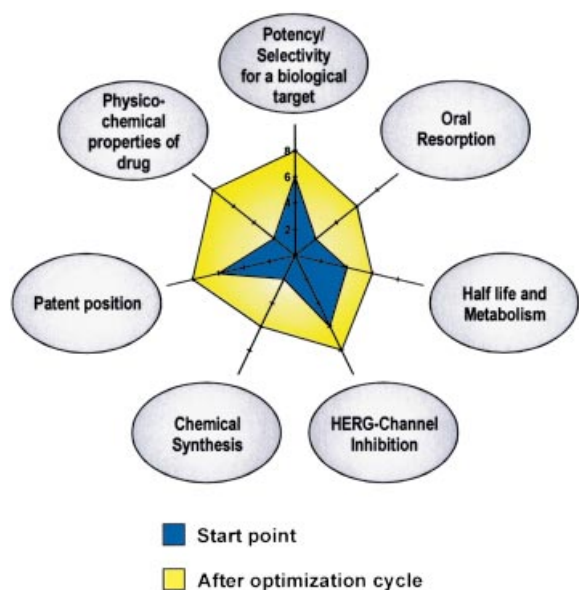 Potency/
Selectivity
for a biological
target
Physico-
chemical
properties of
drug
Oral
Resorption
8
6
4
2
Patent position
Half life and
Metabolism
Chemical
Synthesis
HERG-Channel
Inhibition
Start point
After optimization cycle